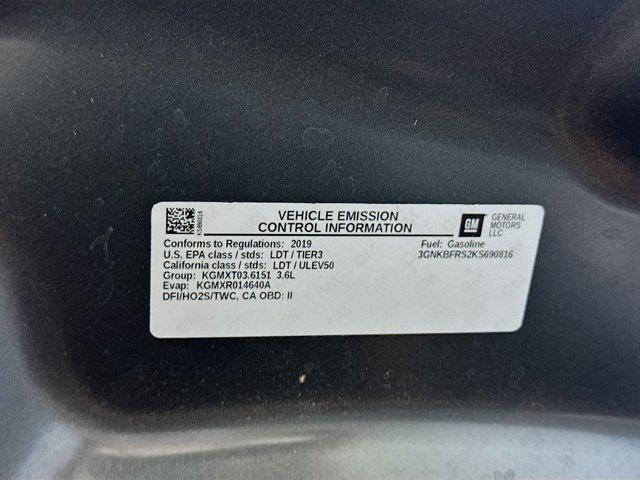 VEHICLE EMISSION
CONTROL INFORMATION
GM
GENERAL
MOTORS
LLC
Conforms to Regulations: 2019
Fuel: Gasoline
U.S. EPA class / stds: LDT / TIER3
3GNKBFRS2KS690816
California class / stds: LDT / ULEV50
Group: KGMXT03.6151 3.6L
Evap: KGMXR014640A
DFI/HO2S/TWC, CA OBD: II